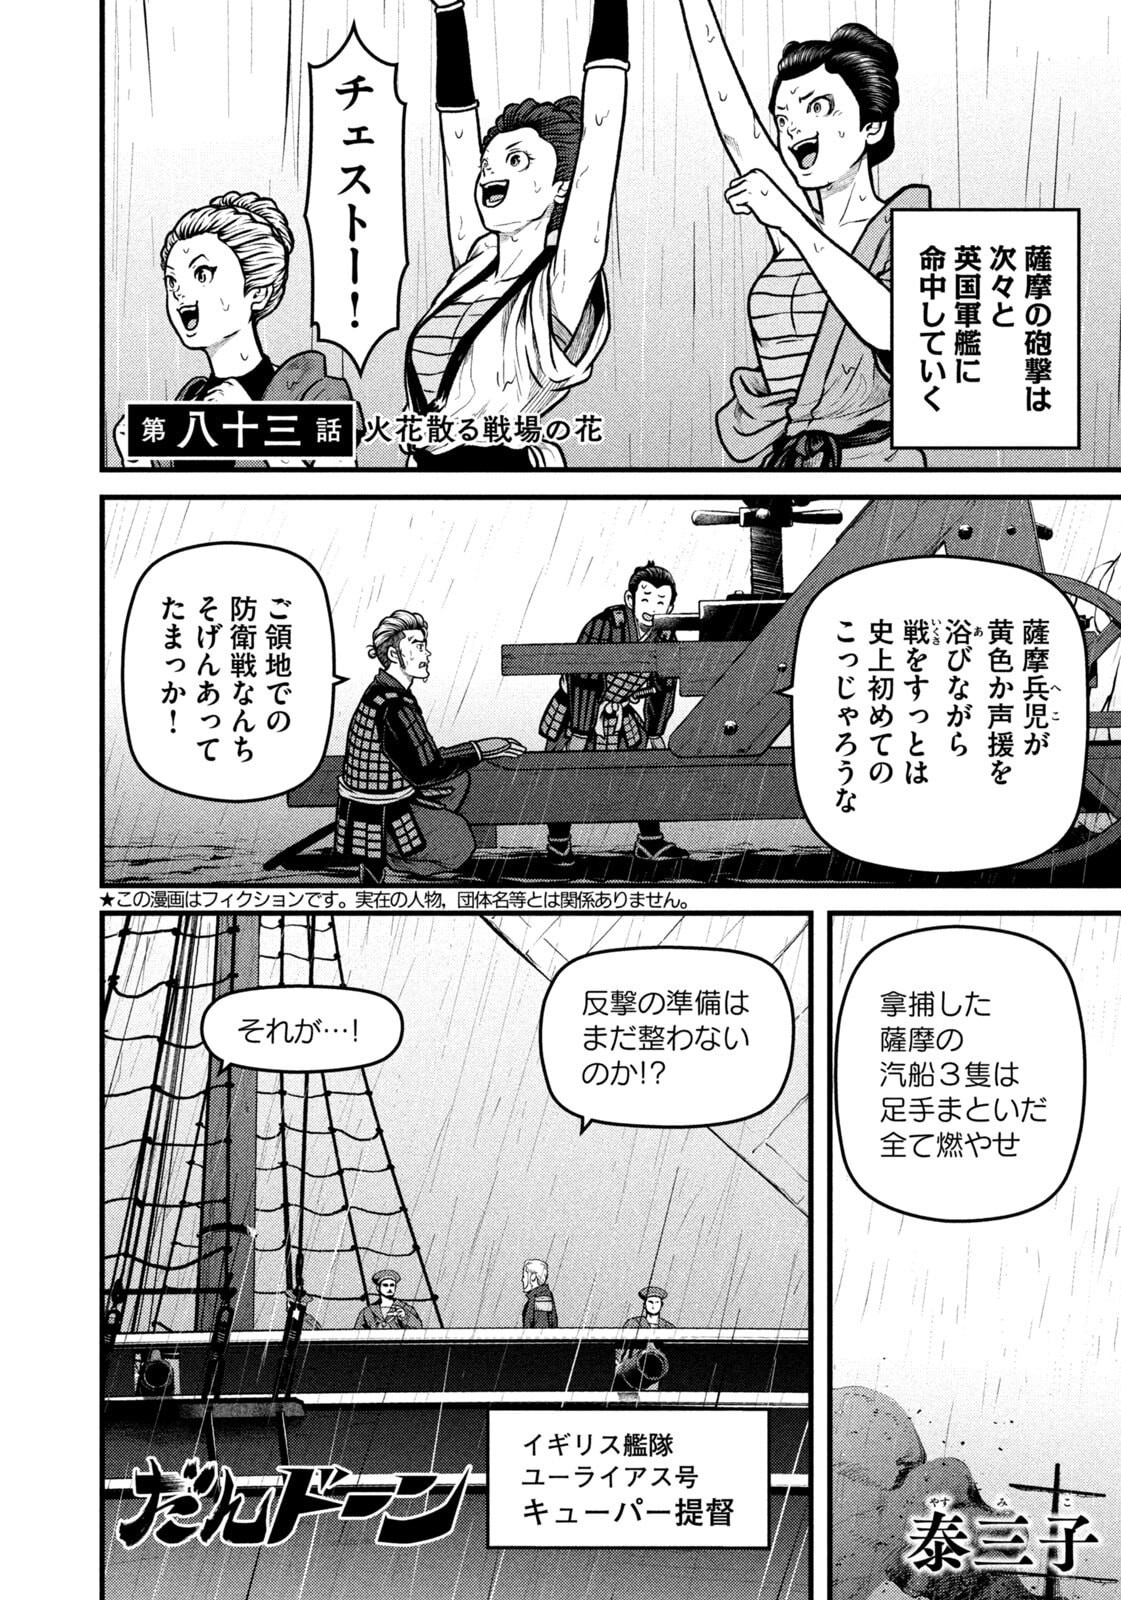 薩摩の砲撃は
次々と
英国軍艦に
命中していく
チェストー!
第八十三話 火花散る戦場の花
薩摩兵児が
へこ
黄色か声援を
浴びながら
あ
戦をすっとは
いくさ
史上初めての
こっじゃろうな
ご領地での
防衛戦なんち
そげんあって
たまっか!
★この漫画はフィクションです。実在の人物，団体名等とは関係ありません。
拿捕した
薩摩の
汽船3隻は
足手まといだ
全て燃やせ
反撃の準備は
まだ整わない
のか!?
それが…!
イギリス艦隊
ユーライアス号
キューパー提督
だんドーン
やす み こ
泰三子